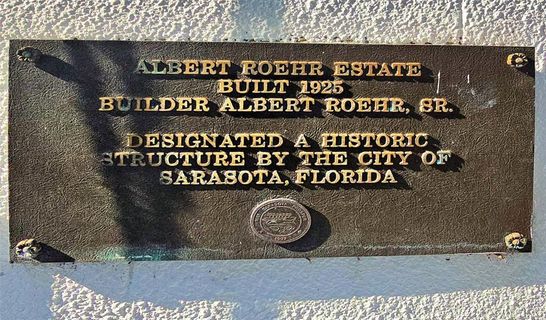 ALBERT ROEHR ESTATE
BUILT 1925
BUILDER ALBERT ROEHR, SR.
DESIGNATED A HISTORIC
STRUCTURE BY THE CITY OF
SARASOTA, FLORIDA